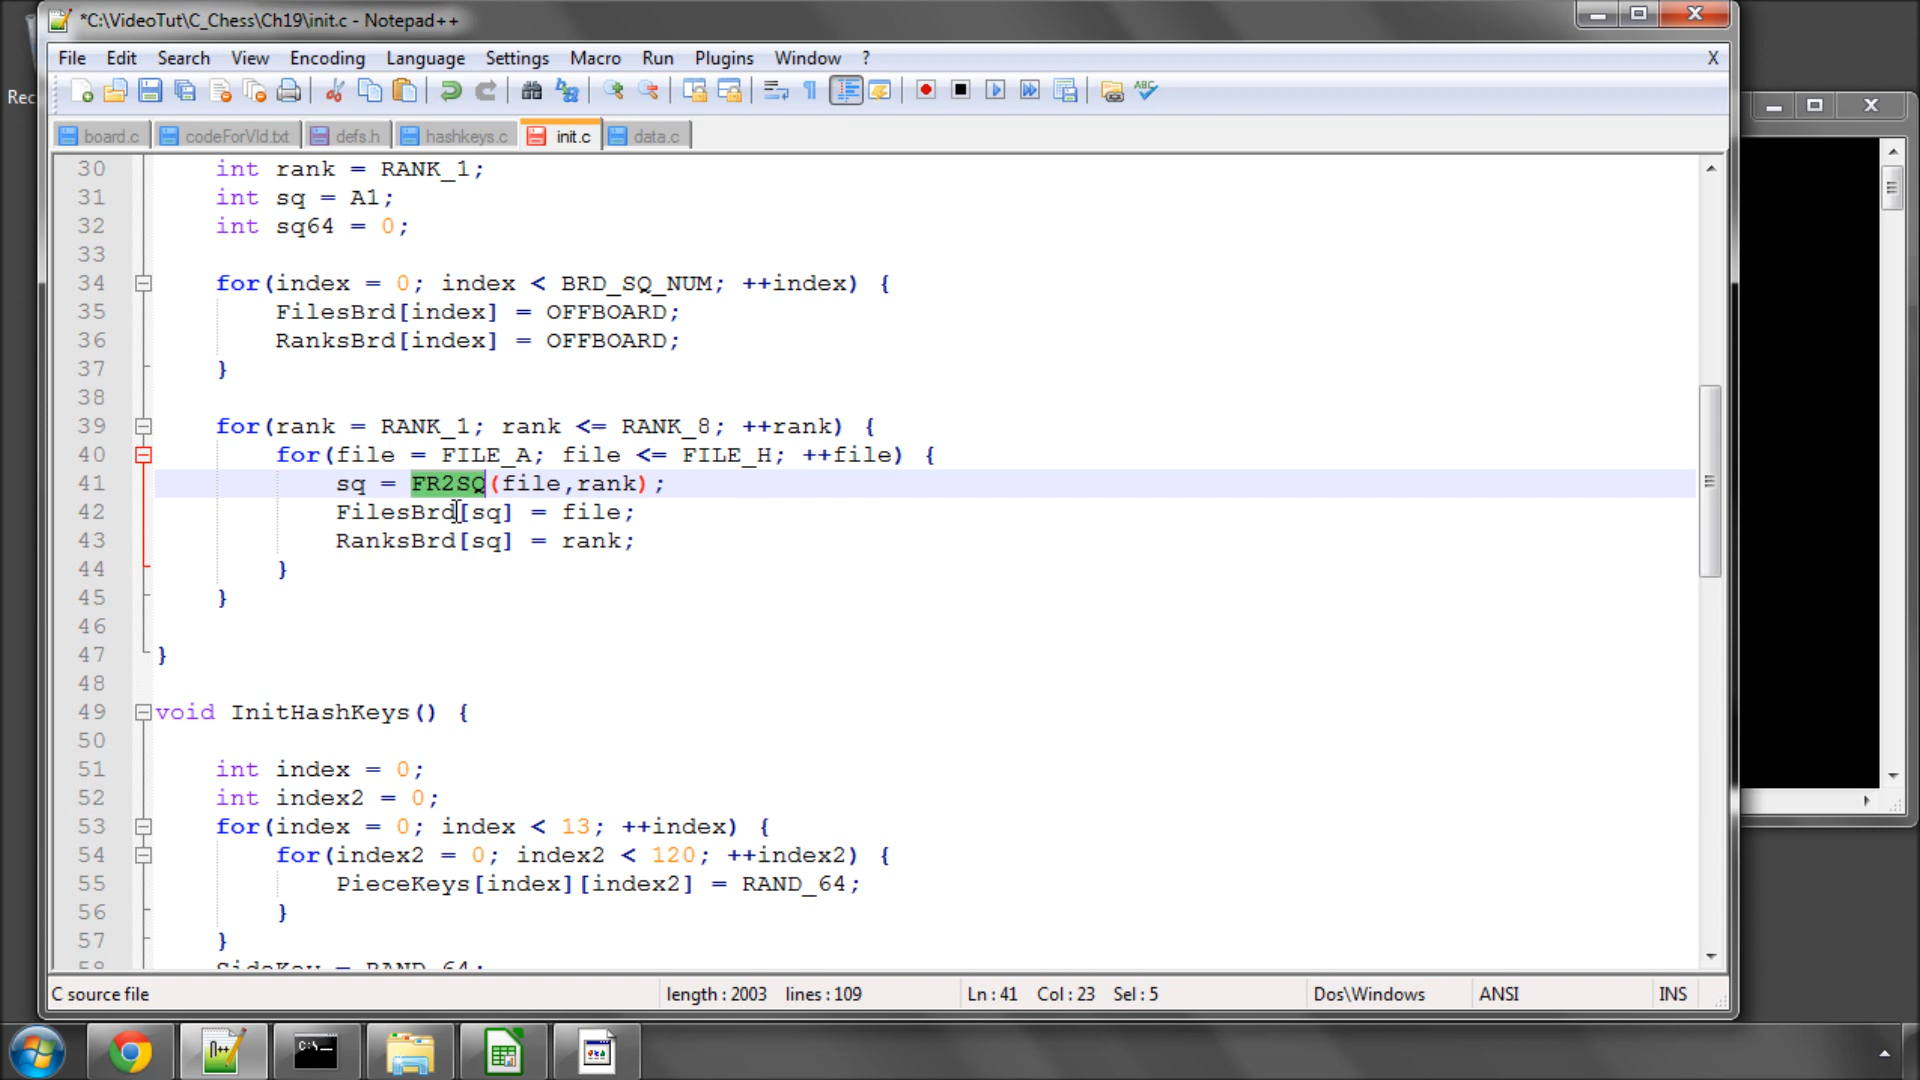 *C:\VideoTut\C_Chess\Ch19\init.c - Notepad++
File Edit Search View Encoding Language Settings Macro Run Plugins Window ? X
board.c codeForVid.txt defs.h hashkeys.c init.c data.c
30 int rank = RANK_1;
31 int sq = A1;
32 int sq64 = 0;
33
34 for(index = 0; index < BRD_SQ_NUM; ++index) {
35 FilesBrd[index] = OFFBOARD;
36 RanksBrd[index] = OFFBOARD;
37 }
38
39 for(rank = RANK_1; rank <= RANK_8; ++rank) {
40 for(file = FILE_A; file <= FILE_H; ++file) {
41 sq = FR2SQ(file,rank);
42 FilesBrd[sq] = file;
43 RanksBrd[sq] = rank;
44 }
45 }
46
47 }
48
49 void InitHashKeys() {
50
51 int index = 0;
52 int index2 = 0;
53 for(index = 0; index < 13; ++index) {
54 for(index2 = 0; index2 < 120; ++index2) {
55 PieceKeys[index][index2] = RAND_64;
56 }
57 }
58 SideKey = RAND_64;
C source file length : 2003 lines : 109 Ln : 41 Col : 23 Sel : 5 Dos\Windows ANSI INS
Rec